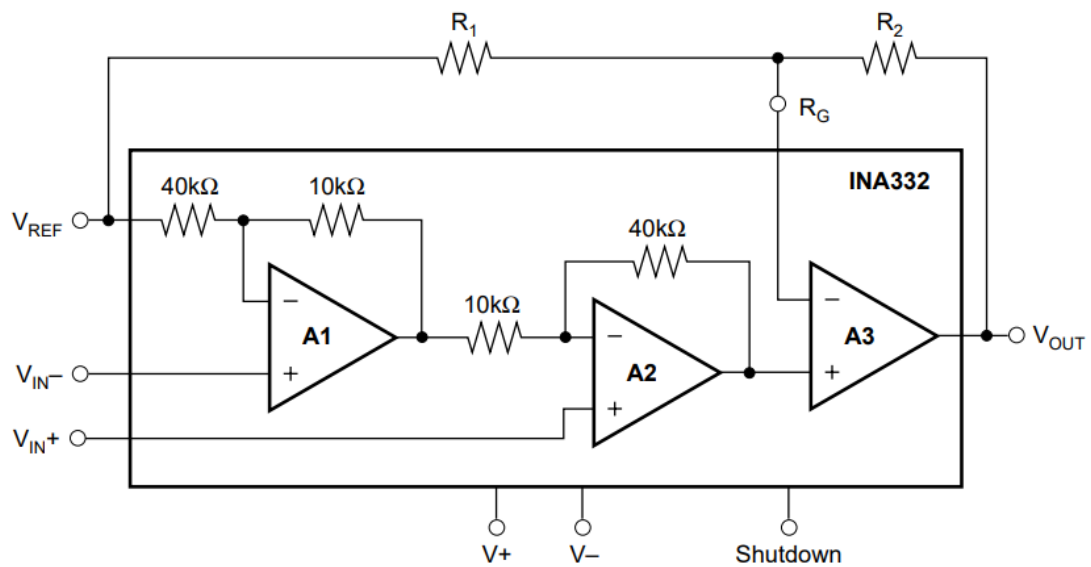 R1
R2
RG
INA332
40kΩ
10kΩ
VREF
40kΩ
10kΩ
−
A1
+
−
A2
+
−
A3
+
VOUT
VIN−
VIN+
V+
V−
Shutdown